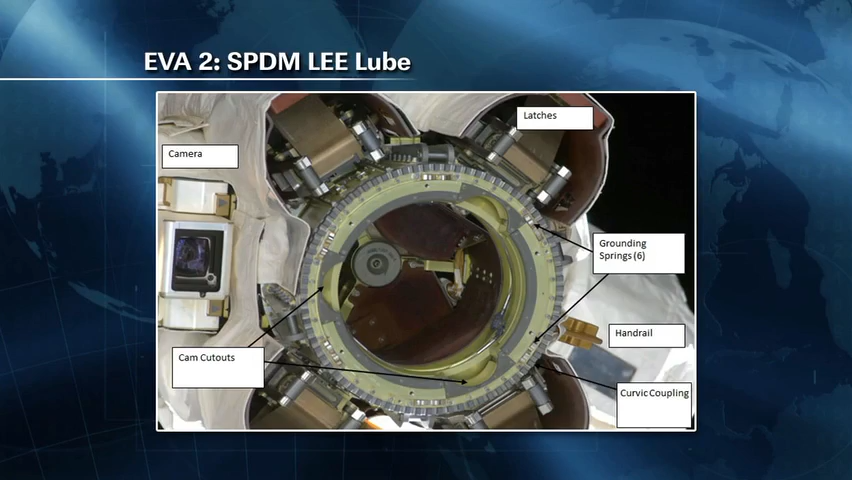 EVA 2: SPDM LEE Lube
Latches
Camera
Grounding
Springs (6)
Handrail
Cam Cutouts
Curvic Coupling